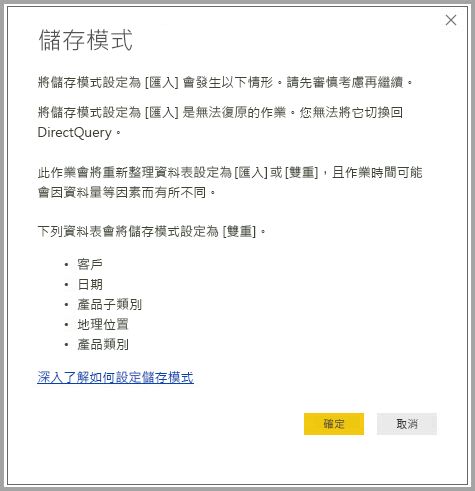 儲存模式
將儲存模式設定為 [匯入] 會發生以下情形。請先審慎考慮再繼續。
將儲存模式設定為 [匯入] 是無法復原的作業。您無法將它切換回
DirectQuery。
此作業會將重新整理資料表設定為 [匯入] 或 [雙重]，且作業時間可能
會因資料量等因素而有所不同。
下列資料表會將儲存模式設定為 [雙重]。
• 客戶
• 日期
• 產品子類別
• 地理位置
• 產品類別
深入了解如何設定儲存模式
確定
取消